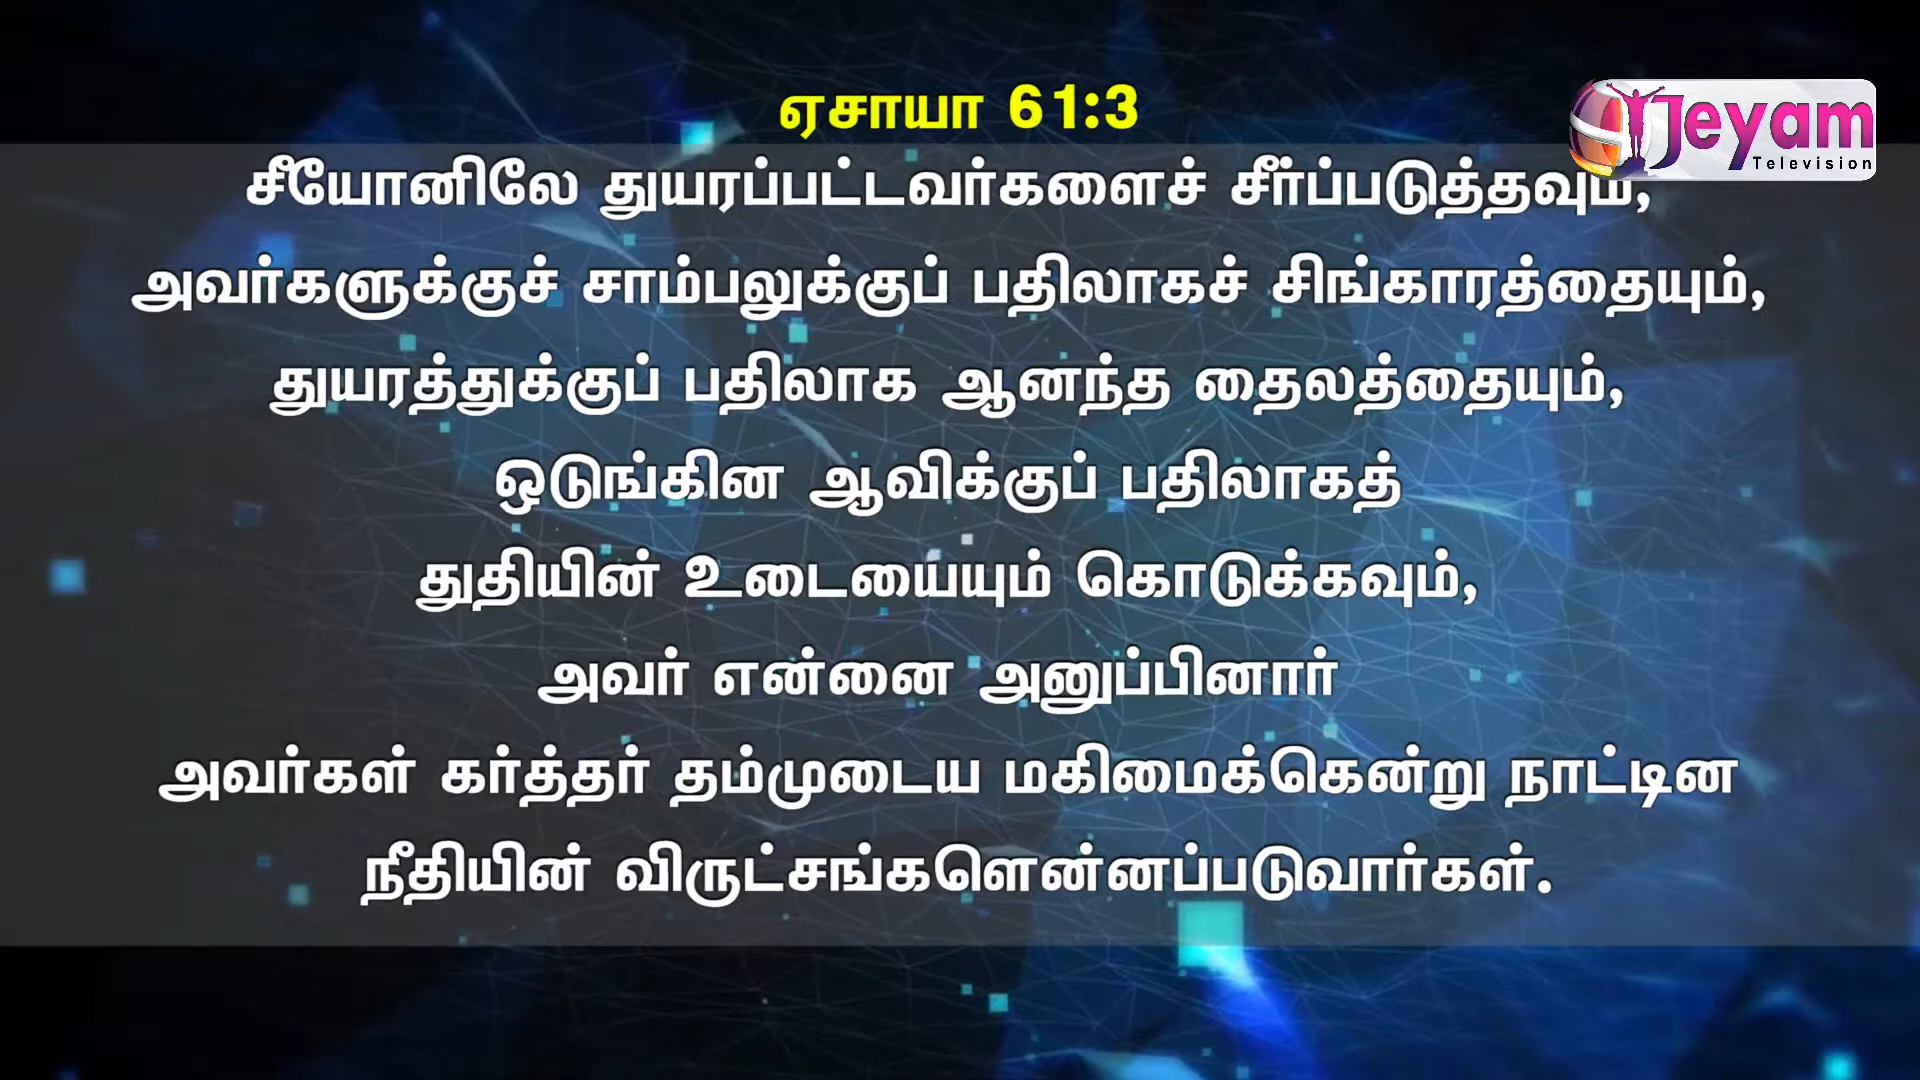 ஏசாயா 61:3
Jeyam
Television
சீயோனிலே துயரப்பட்டவர்களைச் சீர்ப்படுத்தவும்,
அவர்களுக்குச் சாம்பலுக்குப் பதிலாகச் சிங்காரத்தையும்,
துயரத்துக்குப் பதிலாக ஆனந்த தைலத்தையும்,
ஒடுங்கின ஆவிக்குப் பதிலாகத்
துதியின் உடையையும் கொடுக்கவும்,
அவர் என்னை அனுப்பினார்
அவர்கள் கர்த்தர் தம்முடைய மகிமைக்கென்று நாட்டின
நீதியின் விருட்சங்களென்னப்படுவார்கள்.